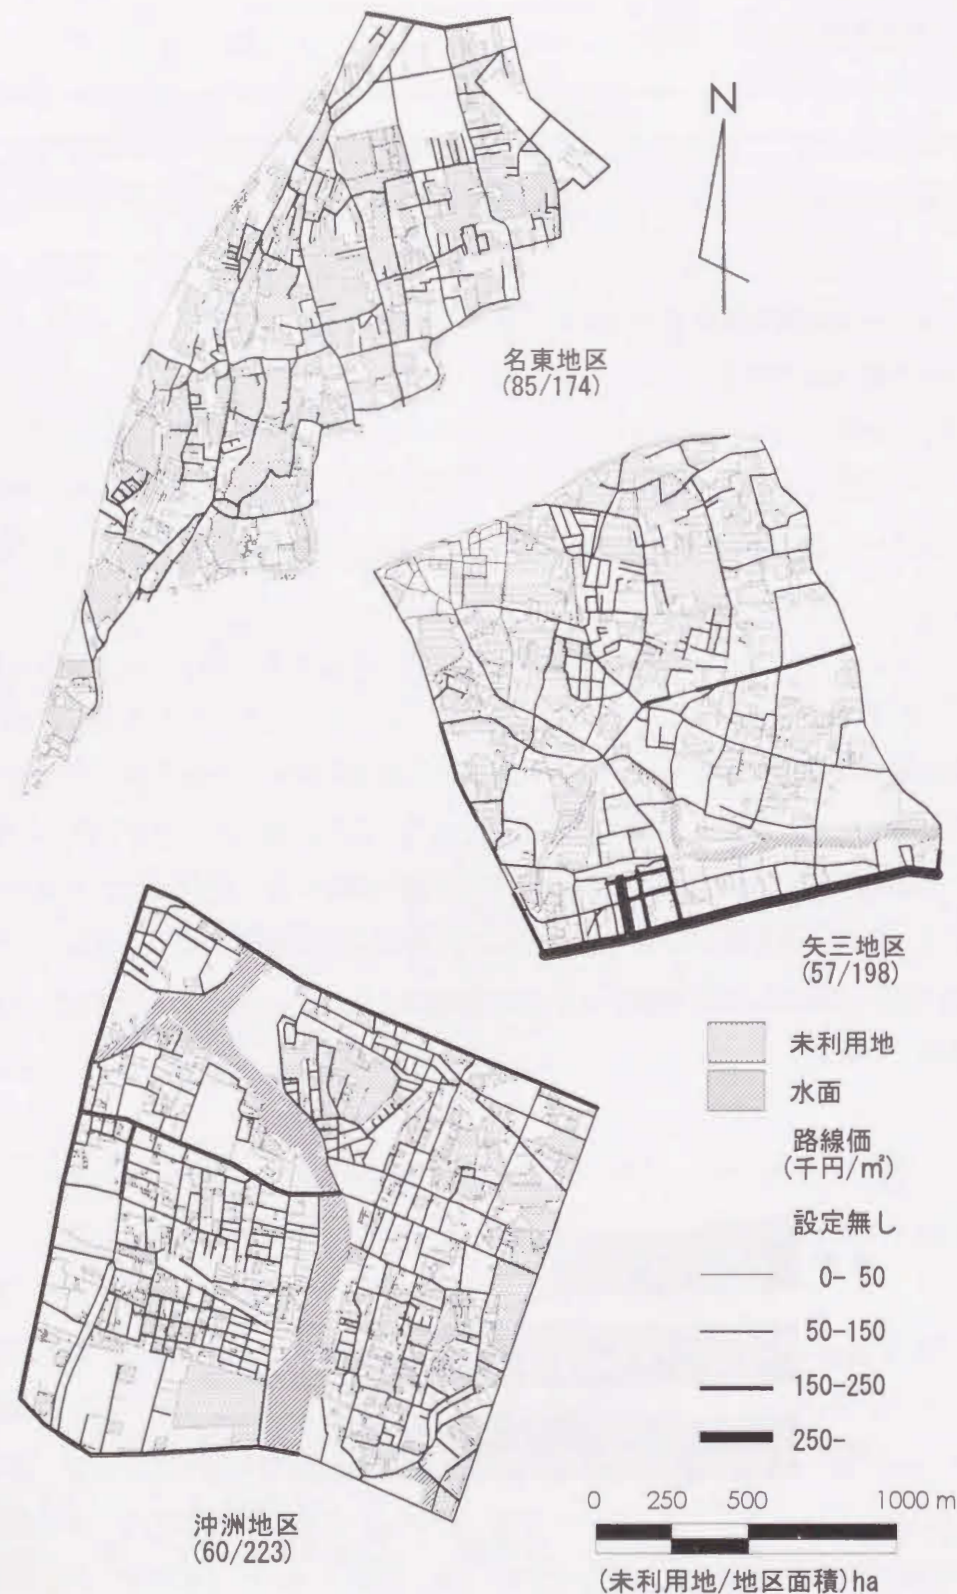 N
名東地区
(85/174)
矢三地区
(57/198)
未利用地
水面
路線価
(千円/㎡)
設定無し
0- 50
50-150
150-250
250-
0 250 500 1000 m
(未利用地/地区面積)ha
沖洲地区
(60/223)